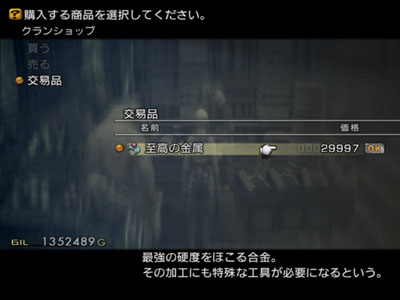 購入する商品を選択してください。
クランショップ
買う
売る
交易品
交易品
名前 価格
至高の金属 00029997 OK
GIL 1352489G
最強の硬度をほこる合金。
その加工にも特殊な工具が必要になるという。